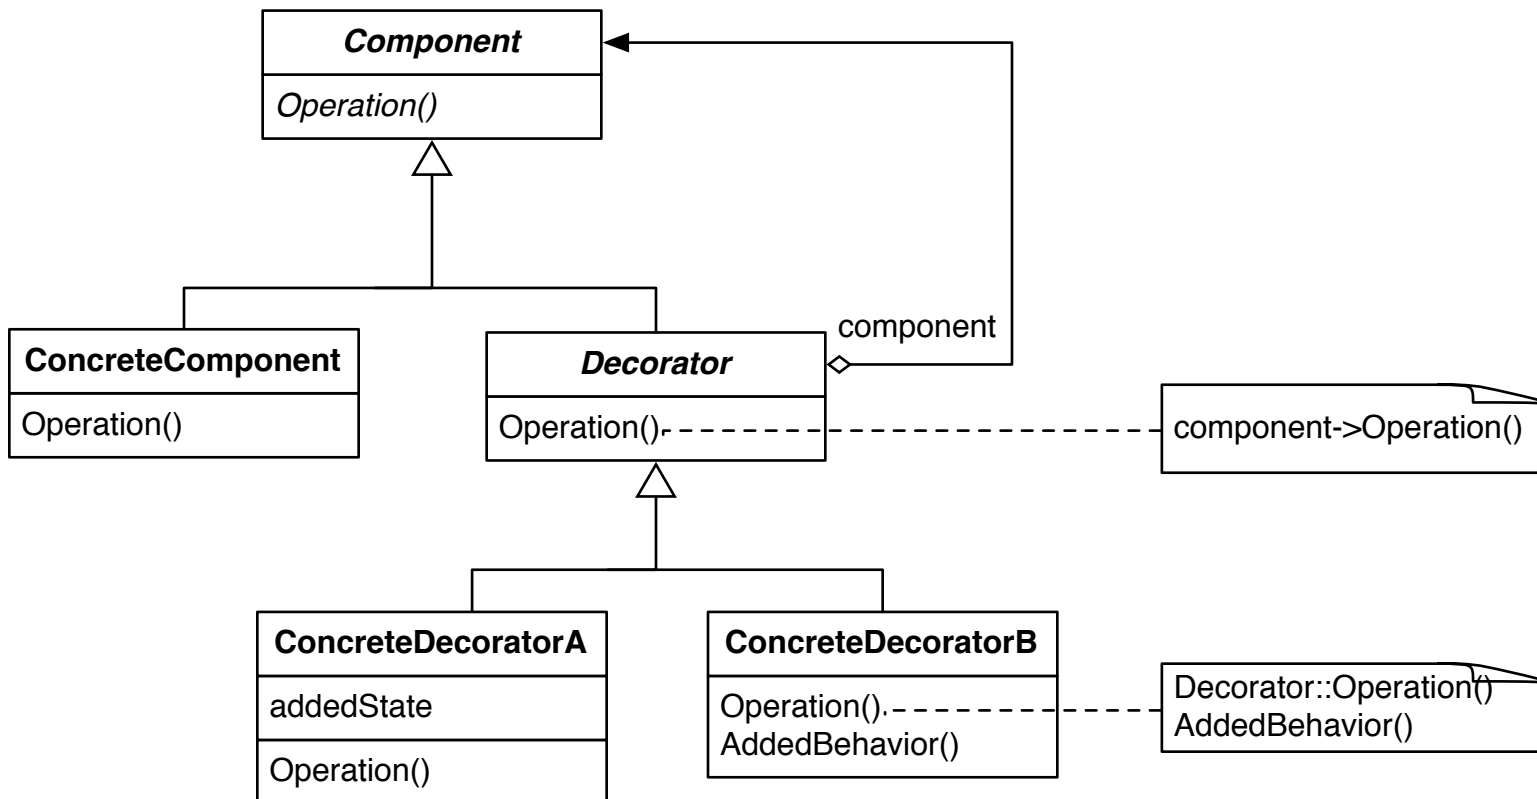 Component
Operation()
component
ConcreteComponent
Operation()
Decorator
Operation()
component->Operation()
ConcreteDecoratorA
addedState
Operation()
ConcreteDecoratorB
Operation()
AddedBehavior()
Decorator::Operation()
AddedBehavior()